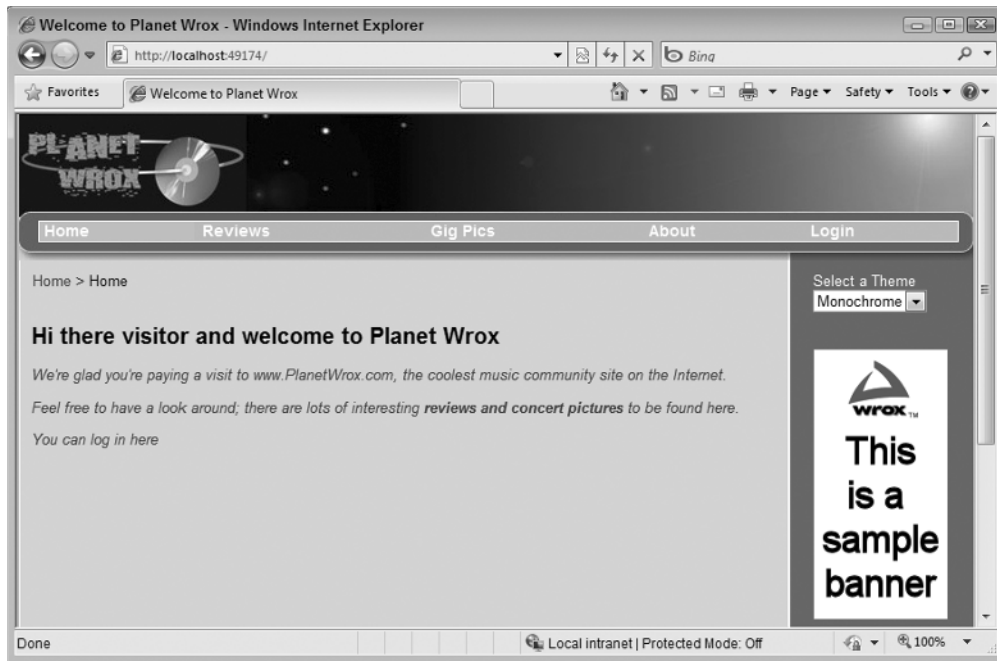 Welcome to Planet Wrox - Windows Internet Explorer
http://localhost:49174/
Bing
Favorites
Welcome to Planet Wrox
Page
Safety
Tools
PLANET
WROX
Home
Reviews
Gig Pics
About
Login
Home > Home
Select a Theme
Monochrome
Hi there visitor and welcome to Planet Wrox
We're glad you're paying a visit to www.PlanetWrox.com, the coolest music community site on the Internet.
Feel free to have a look around; there are lots of interesting reviews and concert pictures to be found here.
You can log in here
wrox™
This
is a
sample
banner
Done
Local intranet | Protected Mode: Off
100%